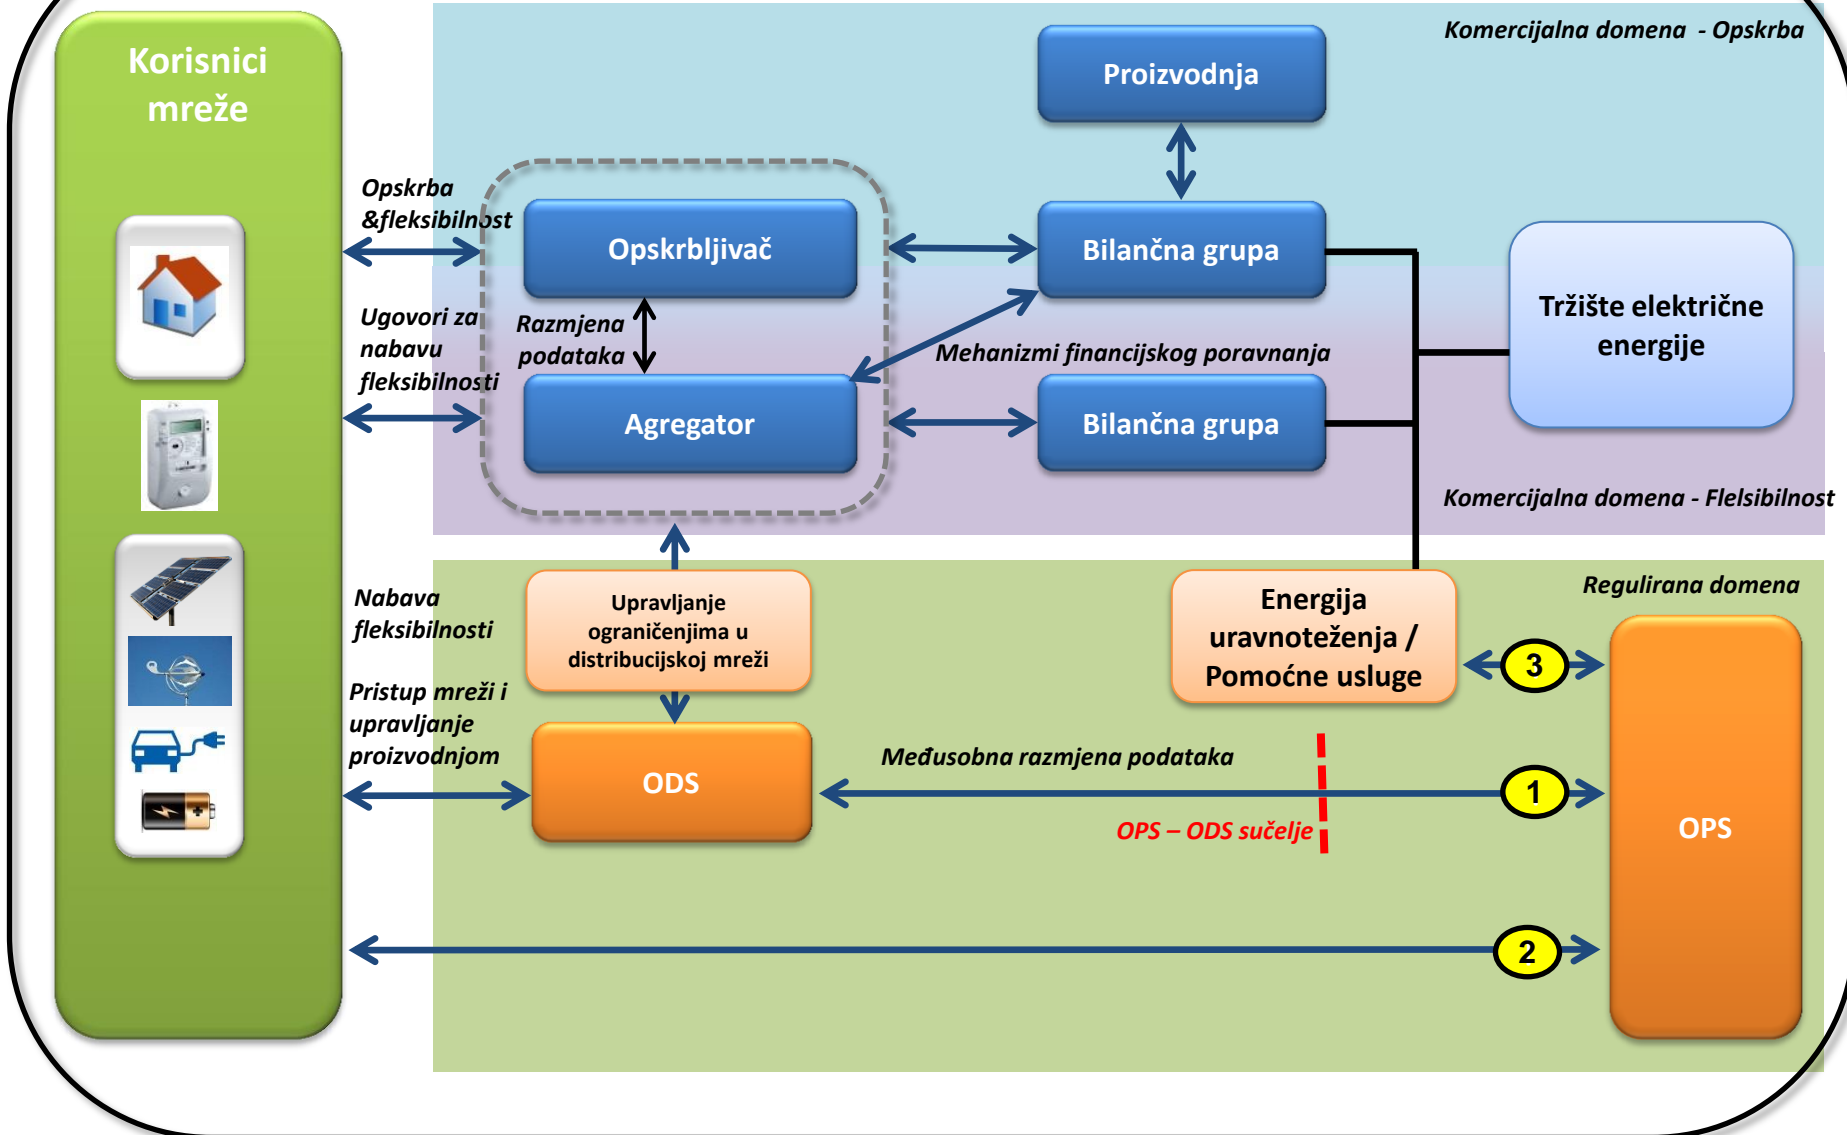 Korisnici
mreže
Komercijalna domena - Opskrba
Proizvodnja
Opskrba
&fleksibilnost
Opskrbljivač
Bilančna grupa
Tržište električne
energije
Ugovori za
nabavu
fleksibilnosti
Razmjena
podataka
Mehanizmi financijskog poravnanja
Agregator
Bilančna grupa
Komercijalna domena - Flelsibilnost
Regulirana domena
Nabava
fleksibilnosti
Upravljanje
ograničenjima u
distribucijskoj mreži
Energija
uravnoteženja /
Pomoćne usluge
3
Pristup mreži i
upravljanje
proizvodnjom
ODS
Međusobna razmjena podataka
1
OPS – ODS sučelje
OPS
2